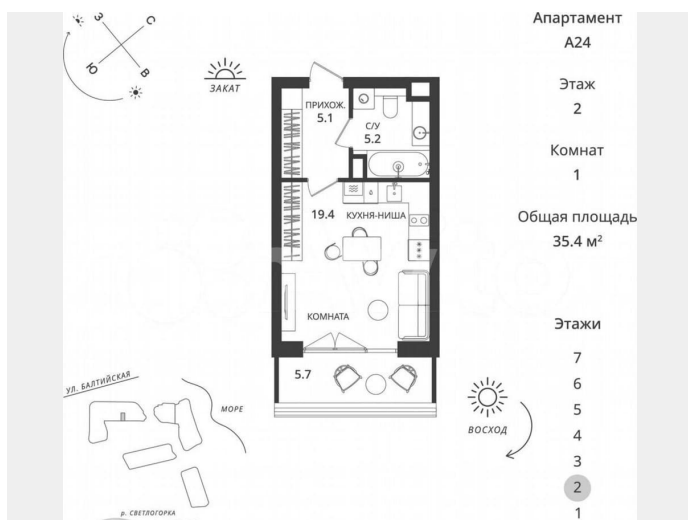 З
С
Ю
В
ЗАКАТ
ПРИХОЖ.
5.1
С/У
5.2
19.4
КУХНЯ-НИША
КОМНАТА
5.7
ВОСХОД
УЛ. БАЛТИЙСКАЯ
МОРЕ
р. СВЕТЛОГОРКА
Апартамент
А24
Этаж
2
Комнат
1
Общая площадь
35.4 м²
Этажи
7
6
5
4
3
2
1